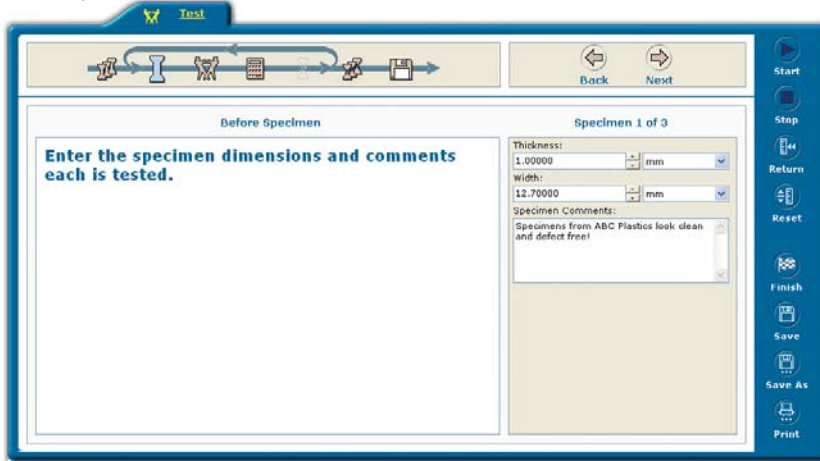 Test
Back
Next
Before Specimen
Specimen 1 of 3
Enter the specimen dimensions and comments
each is tested.
Thickness:
1.00000
mm
Width:
12.70000
mm
Specimen Comments:
Specimens from ABC Plastics look clean
and defect free!
Start
Stop
Return
Reset
Finish
Save
Save As
Print